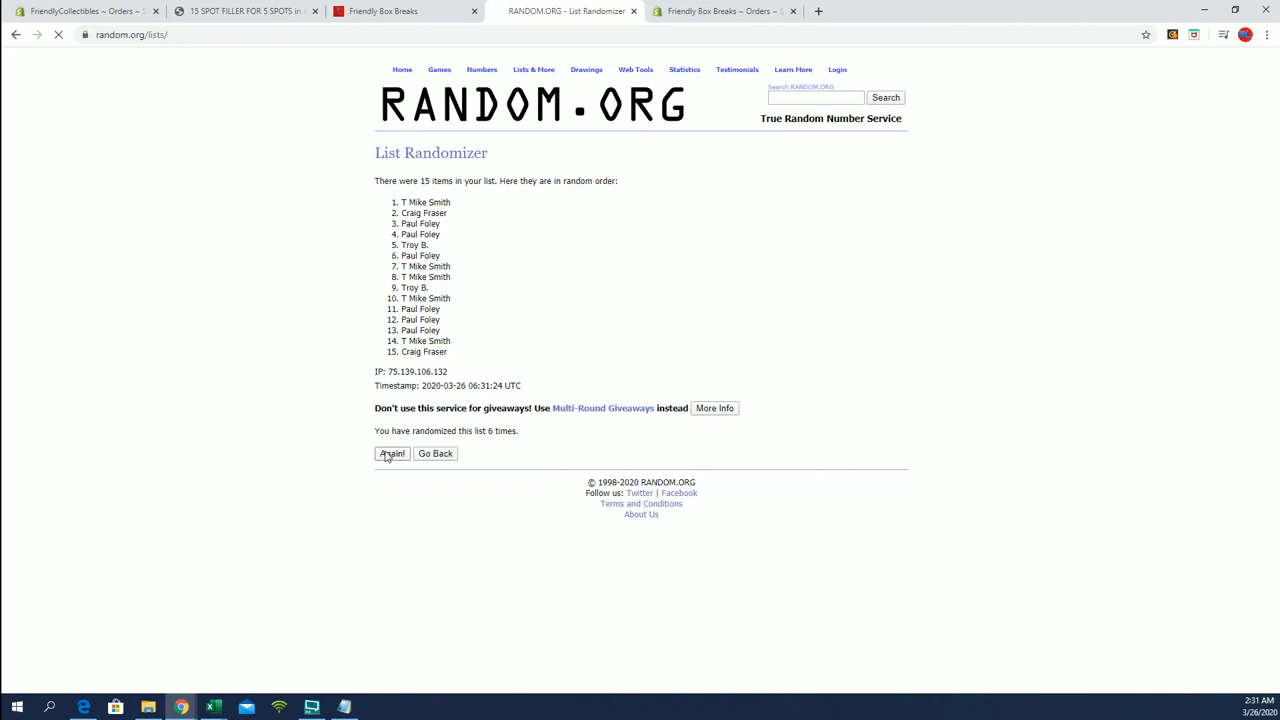 FriendlyCollectibles ~ Orders ~ S
15 SPOT FILLER FOR 5 SPOTS in
Friendly Box Breaks
RANDOM.ORG - List Randomizer
Friendly Box Breaks ~ Orders ~ S
random.org/lists/
Home Games Numbers Lists & More Drawings Web Tools Statistics Testimonials Learn More Login
RANDOM.ORG
Search RANDOM.ORG
Search
True Random Number Service
List Randomizer
There were 15 items in your list. Here they are in random order:
1. T Mike Smith
2. Craig Fraser
3. Paul Foley
4. Paul Foley
5. Troy B.
6. Paul Foley
7. T Mike Smith
8. T Mike Smith
9. Troy B.
10. T Mike Smith
11. Paul Foley
12. Paul Foley
13. Paul Foley
14. T Mike Smith
15. Craig Fraser
IP: 75.139.106.132
Timestamp: 2020-03-26 06:31:24 UTC
Don't use this service for giveaways! Use Multi-Round Giveaways instead More Info
You have randomized this list 6 times.
Again! Go Back
© 1998-2020 RANDOM.ORG
Follow us: Twitter | Facebook
Terms and Conditions
About Us
2:31 AM
3/26/2020